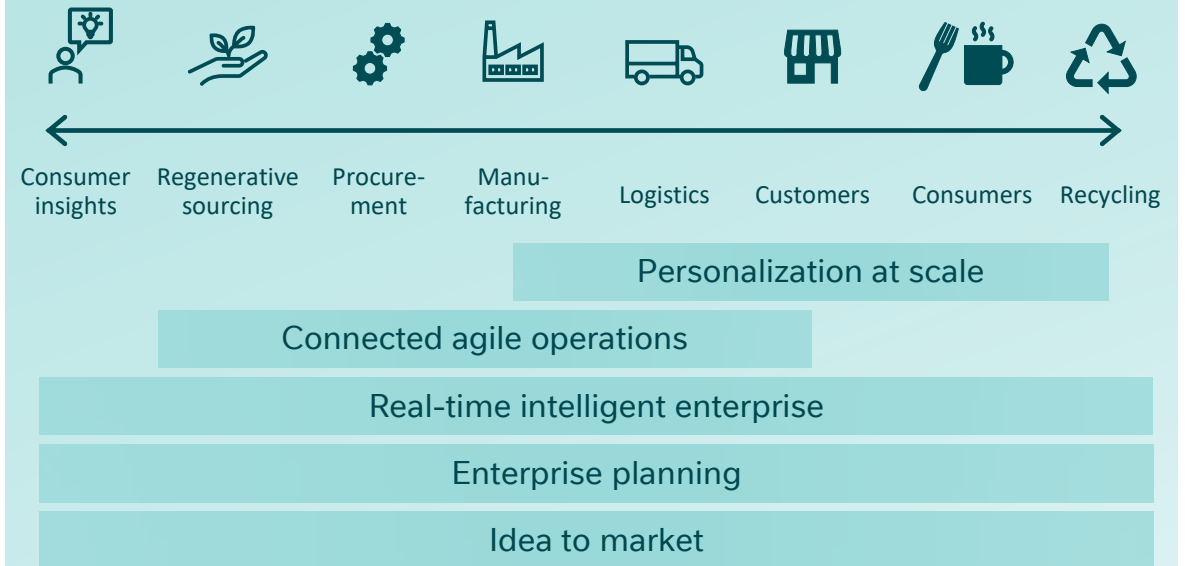 Consumer insights
Regenerative sourcing
Procure-
ment
Manu-
facturing
Logistics
Customers
Consumers
Recycling
Personalization at scale
Connected agile operations
Real-time intelligent enterprise
Enterprise planning
Idea to market